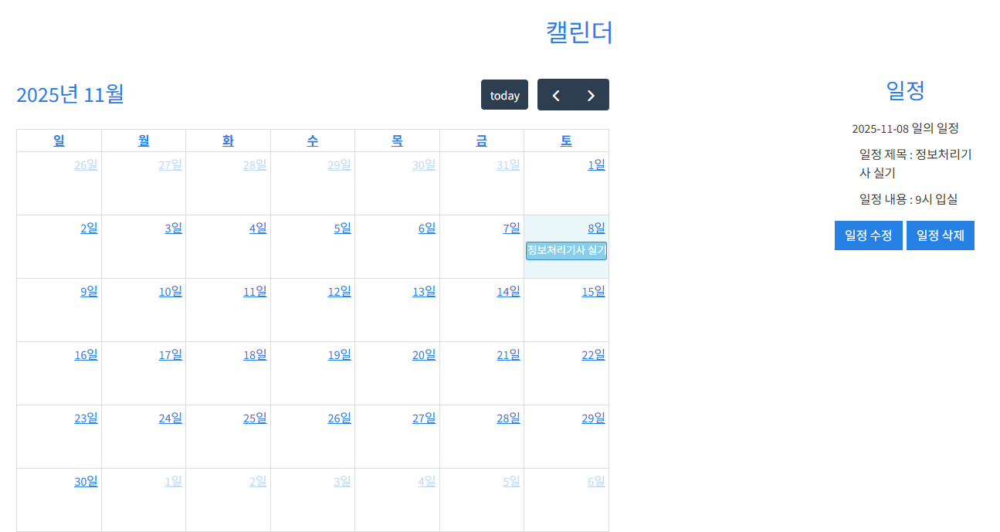 캘린더
2025년 11월
today
일 월 화 수 목 금 토
26일 27일 28일 29일 30일 31일 1일
2일 3일 4일 5일 6일 7일 8일
정보처리기사 실기
9일 10일 11일 12일 13일 14일 15일
16일 17일 18일 19일 20일 21일 22일
23일 24일 25일 26일 27일 28일 29일
30일 1일 2일 3일 4일 5일 6일
일정
2025-11-08 일의 일정
일정 제목 : 정보처리기
사 실기
일정 내용 : 9시 입실
일정 수정 일정 삭제